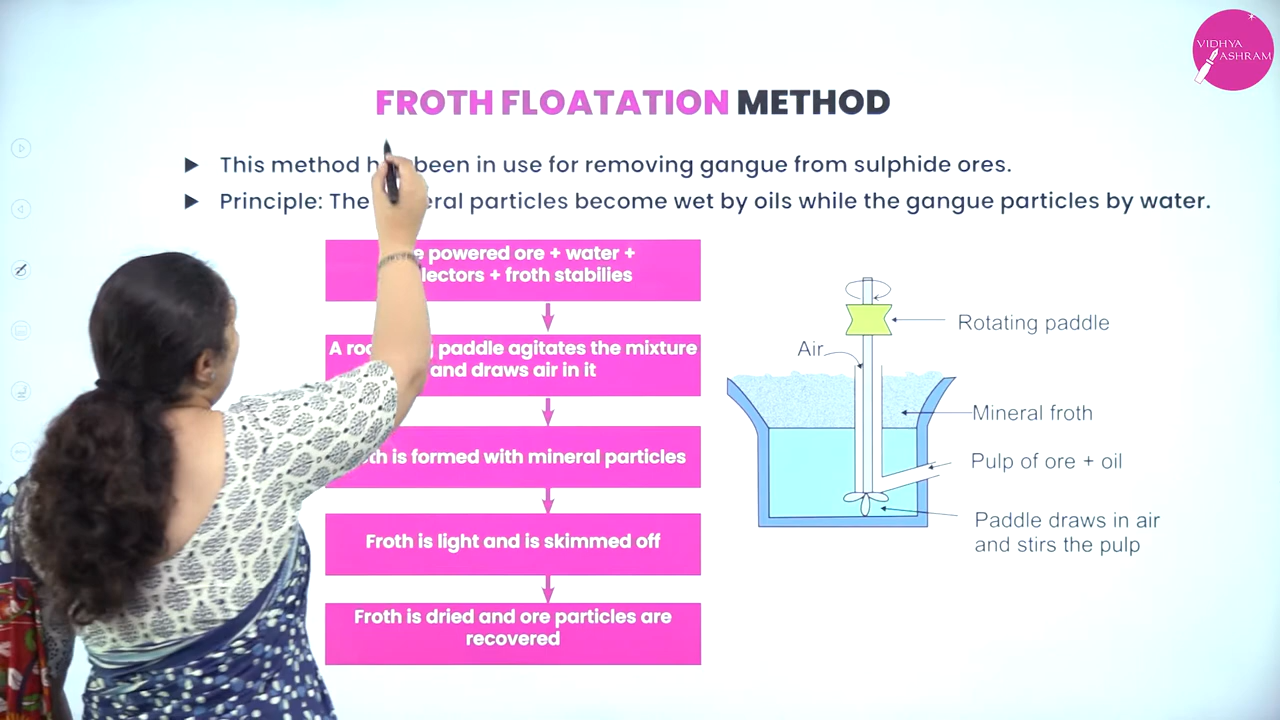 VIDHYA
ASHRAM
FROTH FLOATATION METHOD
This method been in use for removing gangue from sulphide ores.
Principle: The particles become wet by oils while the gangue particles by water.
powered ore + water +
+ froth stabilies
A paddle agitates the mixture
and draws air in it
is formed with mineral particles
Froth is light and is skimmed off
Froth is dried and ore particles are
recovered
Rotating paddle
Air
Mineral froth
Pulp of ore + oil
Paddle draws in air
and stirs the pulp